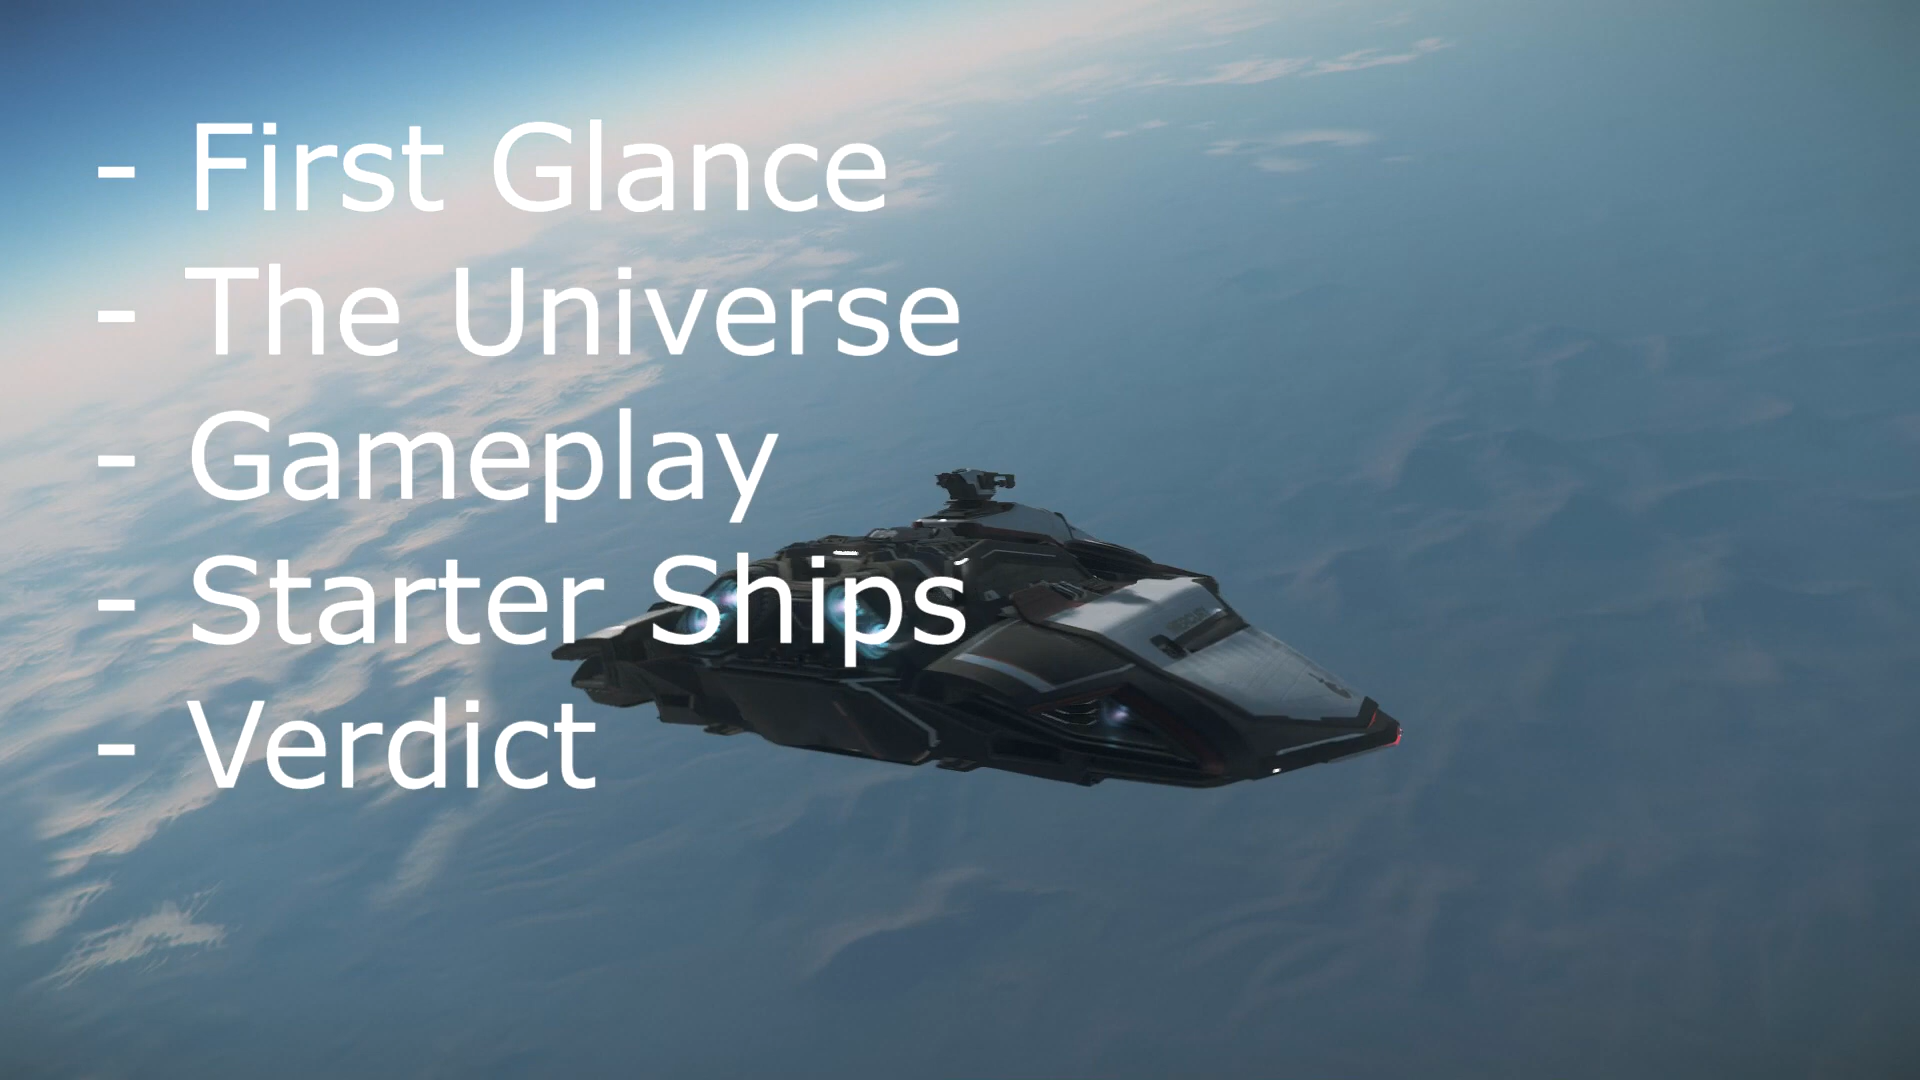 - First Glance
- The Universe
- Gameplay
- Starter Ships
- Verdict